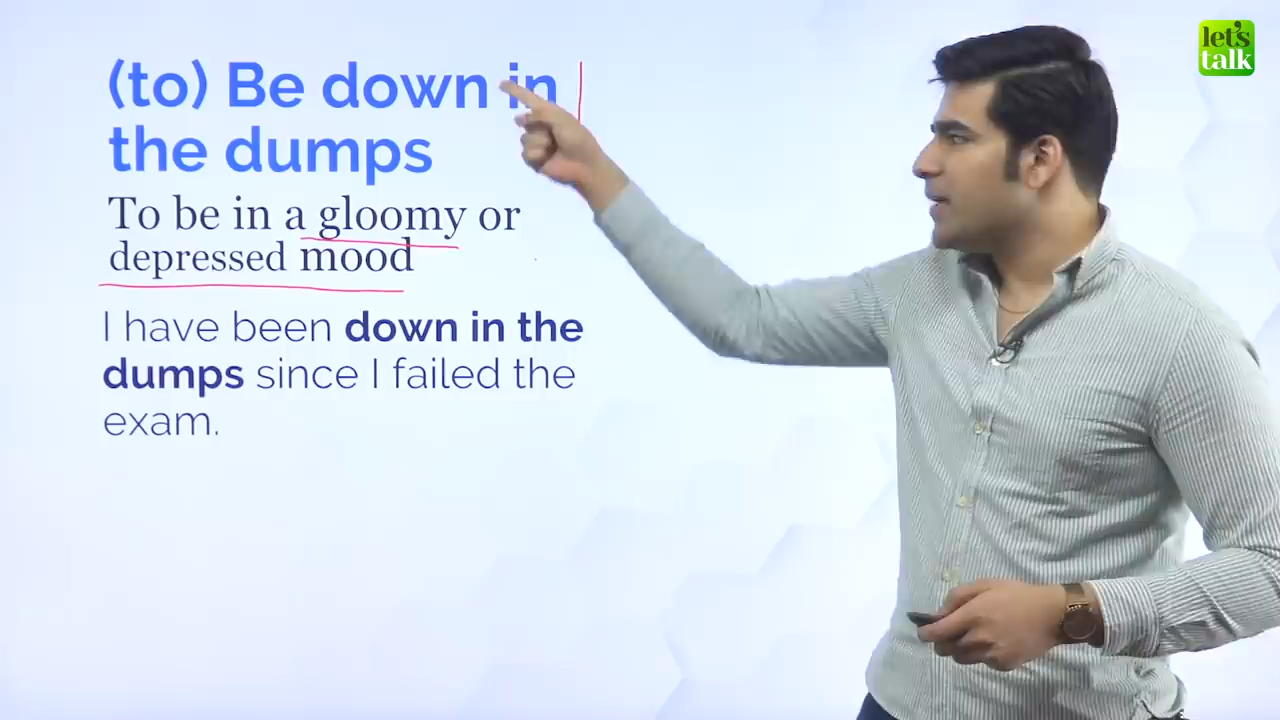 (to) Be down in
the dumps
To be in a gloomy or
depressed mood
I have been down in the
dumps since I failed the
exam.
let's
talk